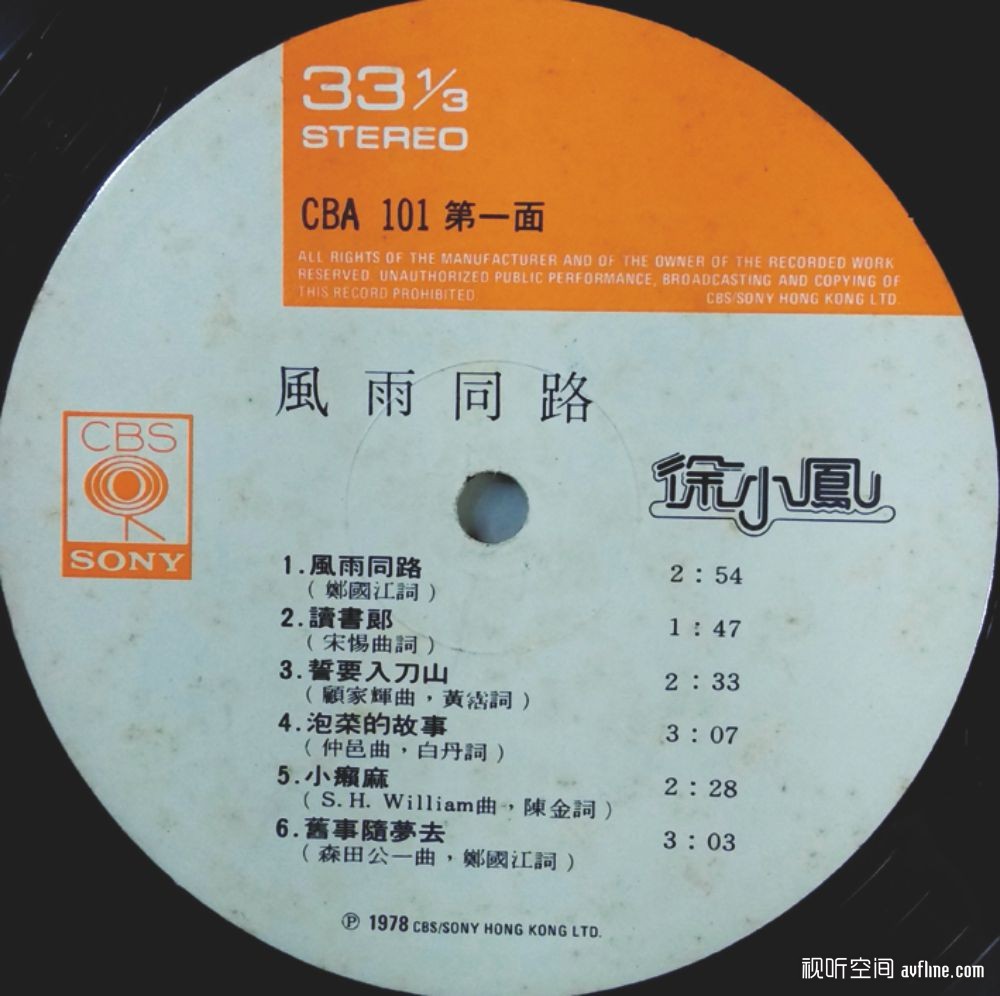 33 1/3
STEREO
CBA 101 第一面
ALL RIGHTS OF THE MANUFACTURER AND OF THE OWNER OF THE RECORDED WORK
RESERVED. UNAUTHORIZED PUBLIC PERFORMANCE, BROADCASTING AND COPYING OF
THIS RECORD PROHIBITED
CBS/SONY HONG KONG LTD.
風雨同路
CBS
SONY
徐小鳳
1.風雨同路 2:54
(鄭國江詞)
2.讀書郞 1:47
(宋惕曲詞)
3.誓要入刀山 2:33
(顧家輝曲,黃霑詞)
4.泡菜的故事 3:07
(仲邑曲,白丹詞)
5.小癩麻 2:28
(S.H. William曲,陳金詞)
6.舊事隨夢去 3:03
(森田公一曲,鄭國江詞)
℗ 1978 CBS/SONY HONG KONG LTD.
视听空间 avfline.com